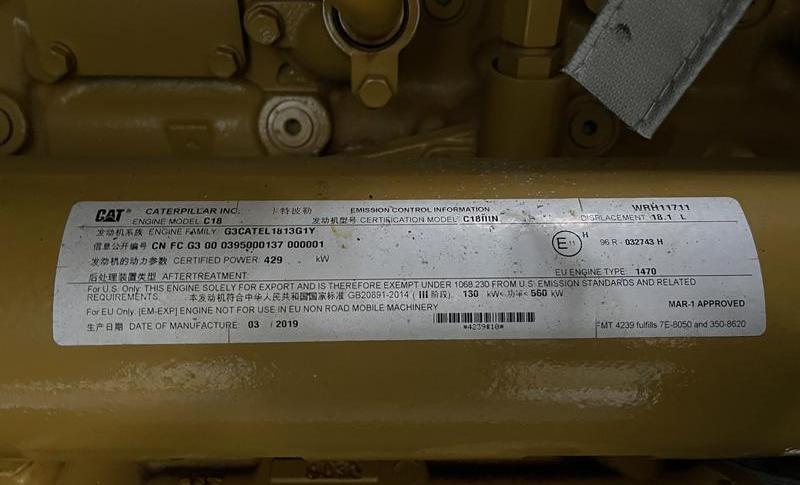 CAT CATERPILLAR INC. 卡特彼勒 EMISSION CONTROL INFORMATION WRH11711
ENGINE MODEL: C18 发动机型号 CERTIFICATION MODEL: C18IIIN DISPLACEMENT: 18.1 L
发动机系族 ENGINE FAMILY: G3CATEL1813G1Y
信息公开编号 CN FC G3 00 0395000137 000001 E 11 H 96 R - 032743 H
发动机的动力参数 CERTIFIED POWER: 429 kW
后处理装置类型 AFTERTREATMENT: EU ENGINE TYPE: 1470
For U.S. Only: THIS ENGINE SOLELY FOR EXPORT AND IS THEREFORE EXEMPT UNDER 1068.230 FROM U.S. EMISSION STANDARDS AND RELATED
REQUIREMENTS. 本发动机符合中华人民共和国国家标准 GB20891-2014 ( III 阶段) 130 kW< 功率< 560 kW
For EU Only: [EM-EXP] ENGINE NOT FOR USE IN EU NON ROAD MOBILE MACHINERY MAR-1 APPROVED
生产日期 DATE OF MANUFACTURE: 03 / 2019 *4239#10* FMT 4239 fulfills 7E-8050 and 350-8620